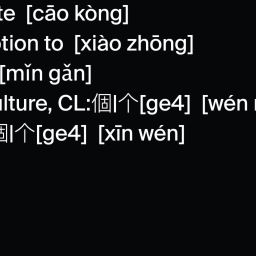 te [cāo kòng]
tion to [xiào zhōng]
[mǐn gǎn]
ulture, CL:個|个[ge4] [wén
個|个[ge4] [xīn wén]